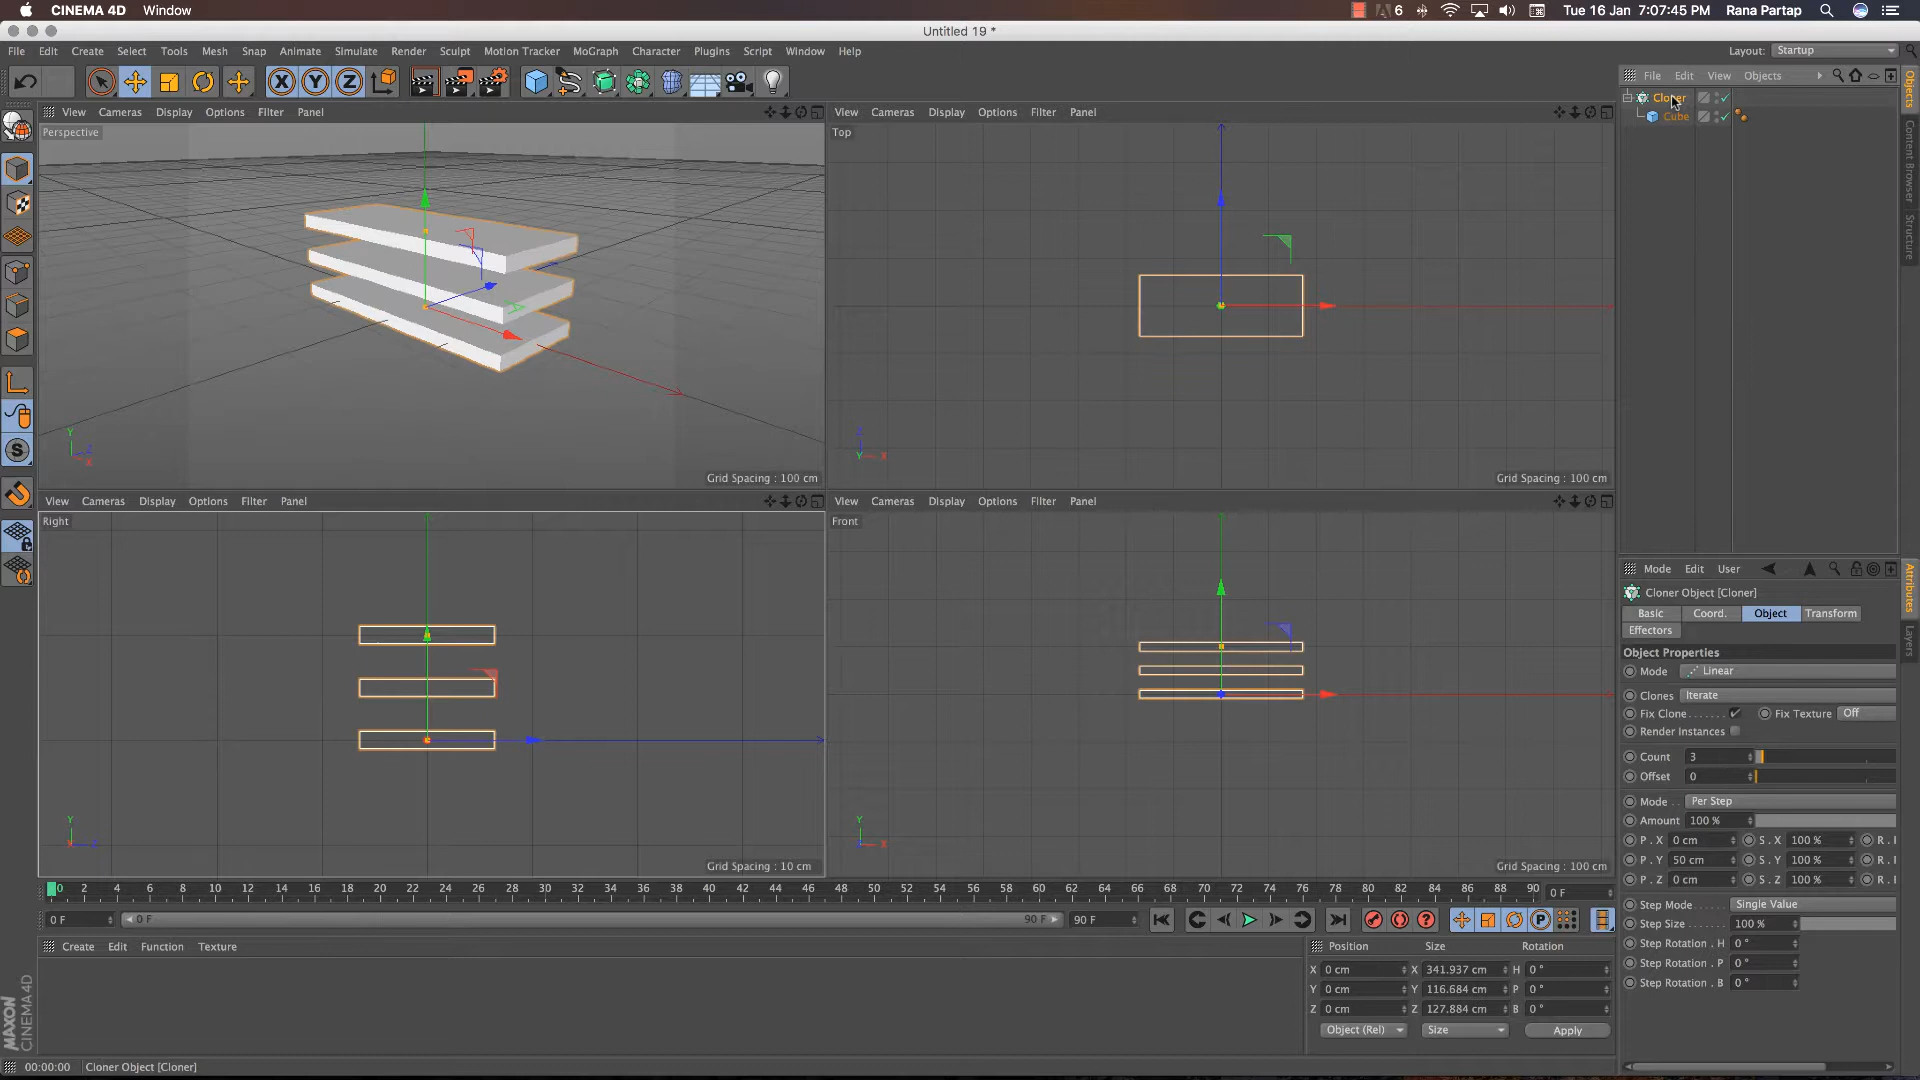 CINEMA 4D Window 6 Tue 16 Jan 7:07:45 PM Rana Partap
Untitled 19 *
File Edit Create Select Tools Mesh Snap Animate Simulate Render Sculpt Motion Tracker MoGraph Character Plugins Script Window Help Layout: Startup
X Y Z
File Edit View Objects
Cloner
Cube
Objects
Content Browser
Structure
View Cameras Display Options Filter Panel
Perspective
Y
Z
X
Grid Spacing : 100 cm
View Cameras Display Options Filter Panel
Top
Z
Y X
Grid Spacing : 100 cm
View Cameras Display Options Filter Panel
Right
Y
X Z
Grid Spacing : 10 cm
View Cameras Display Options Filter Panel
Front
Y
Z X
Grid Spacing : 100 cm
Mode Edit User
Cloner Object [Cloner]
Basic Coord. Object Transform
Effectors
Object Properties
Mode Linear
Clones Iterate
Fix Clone Fix Texture Off
Render Instances
Count 3
Offset 0
Mode Per Step
Amount 100 %
P . X 0 cm S . X 100 % R . 
P . Y 50 cm S . Y 100 % R . 
P . Z 0 cm S . Z 100 % R . 
Step Mode Single Value
Step Size 100 %
Step Rotation . H 0 °
Step Rotation . P 0 °
Step Rotation . B 0 °
Attributes
Layers
0 2 4 6 8 10 12 14 16 18 20 22 24 26 28 30 32 34 36 38 40 42 44 46 48 50 52 54 56 58 60 62 64 66 68 70 72 74 76 78 80 82 84 86 88 90 0 F
0 F 0 F 90 F 90 F
Create Edit Function Texture
Position Size Rotation
X 0 cm X 341.937 cm H 0 °
Y 0 cm Y 116.684 cm P 0 °
Z 0 cm Z 127.884 cm B 0 °
Object (Rel) Size Apply
MAXON
CINEMA 4D
00:00:00 Cloner Object [Cloner]